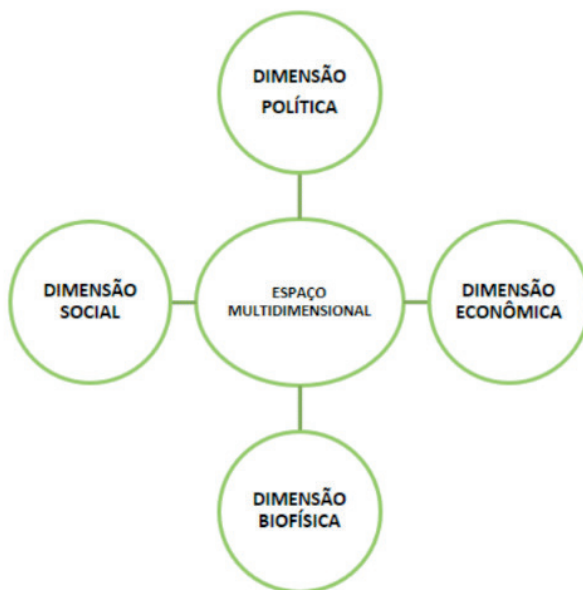 DIMENSÃO
POLÍTICA
DIMENSÃO
SOCIAL
ESPAÇO
MULTIDIMENSIONAL
DIMENSÃO
ECONÔMICA
DIMENSÃO
BIOFÍSICA